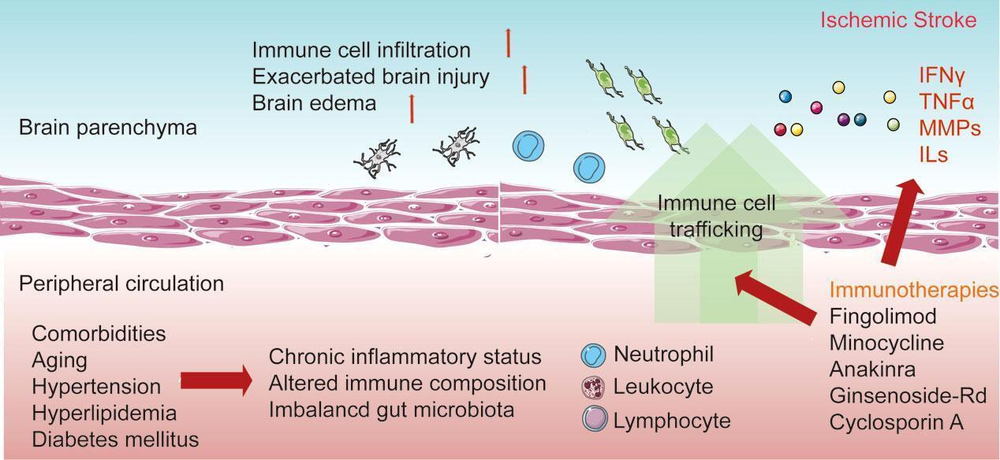 Ischemic Stroke
Immune cell infiltration
Exacerbated brain injury
Brain edema
Brain parenchyma
IFNγ
TNFα
MMPs
ILs
Immune cell
trafficking
Peripheral circulation
Comorbidities
Aging
Hypertension
Hyperlipidemia
Diabetes mellitus
Chronic inflammatory status
Altered immune composition
Imbalancd gut microbiota
Neutrophil
Leukocyte
Lymphocyte
Immunotherapies
Fingolimod
Minocycline
Anakinra
Ginsenoside-Rd
Cyclosporin A